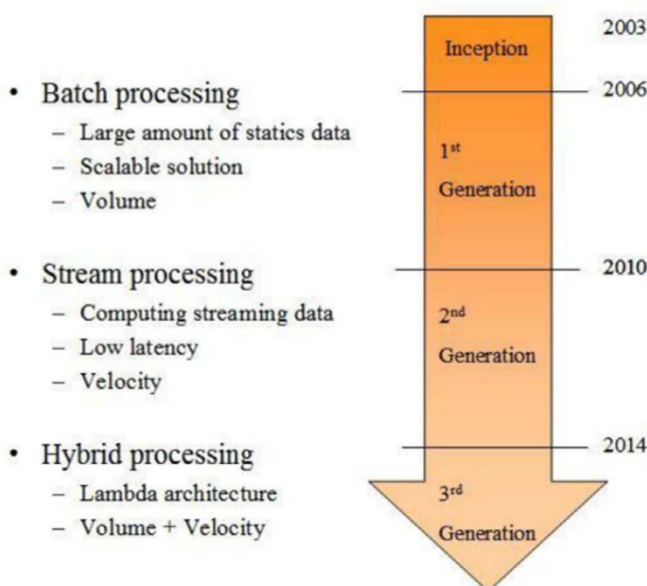 2003
Inception
2006
• Batch processing
– Large amount of statics data
– Scalable solution
– Volume
1st
Generation
2010
• Stream processing
– Computing streaming data
– Low latency
– Velocity
2nd
Generation
2014
• Hybrid processing
– Lambda architecture
– Volume + Velocity
3rd
Generation